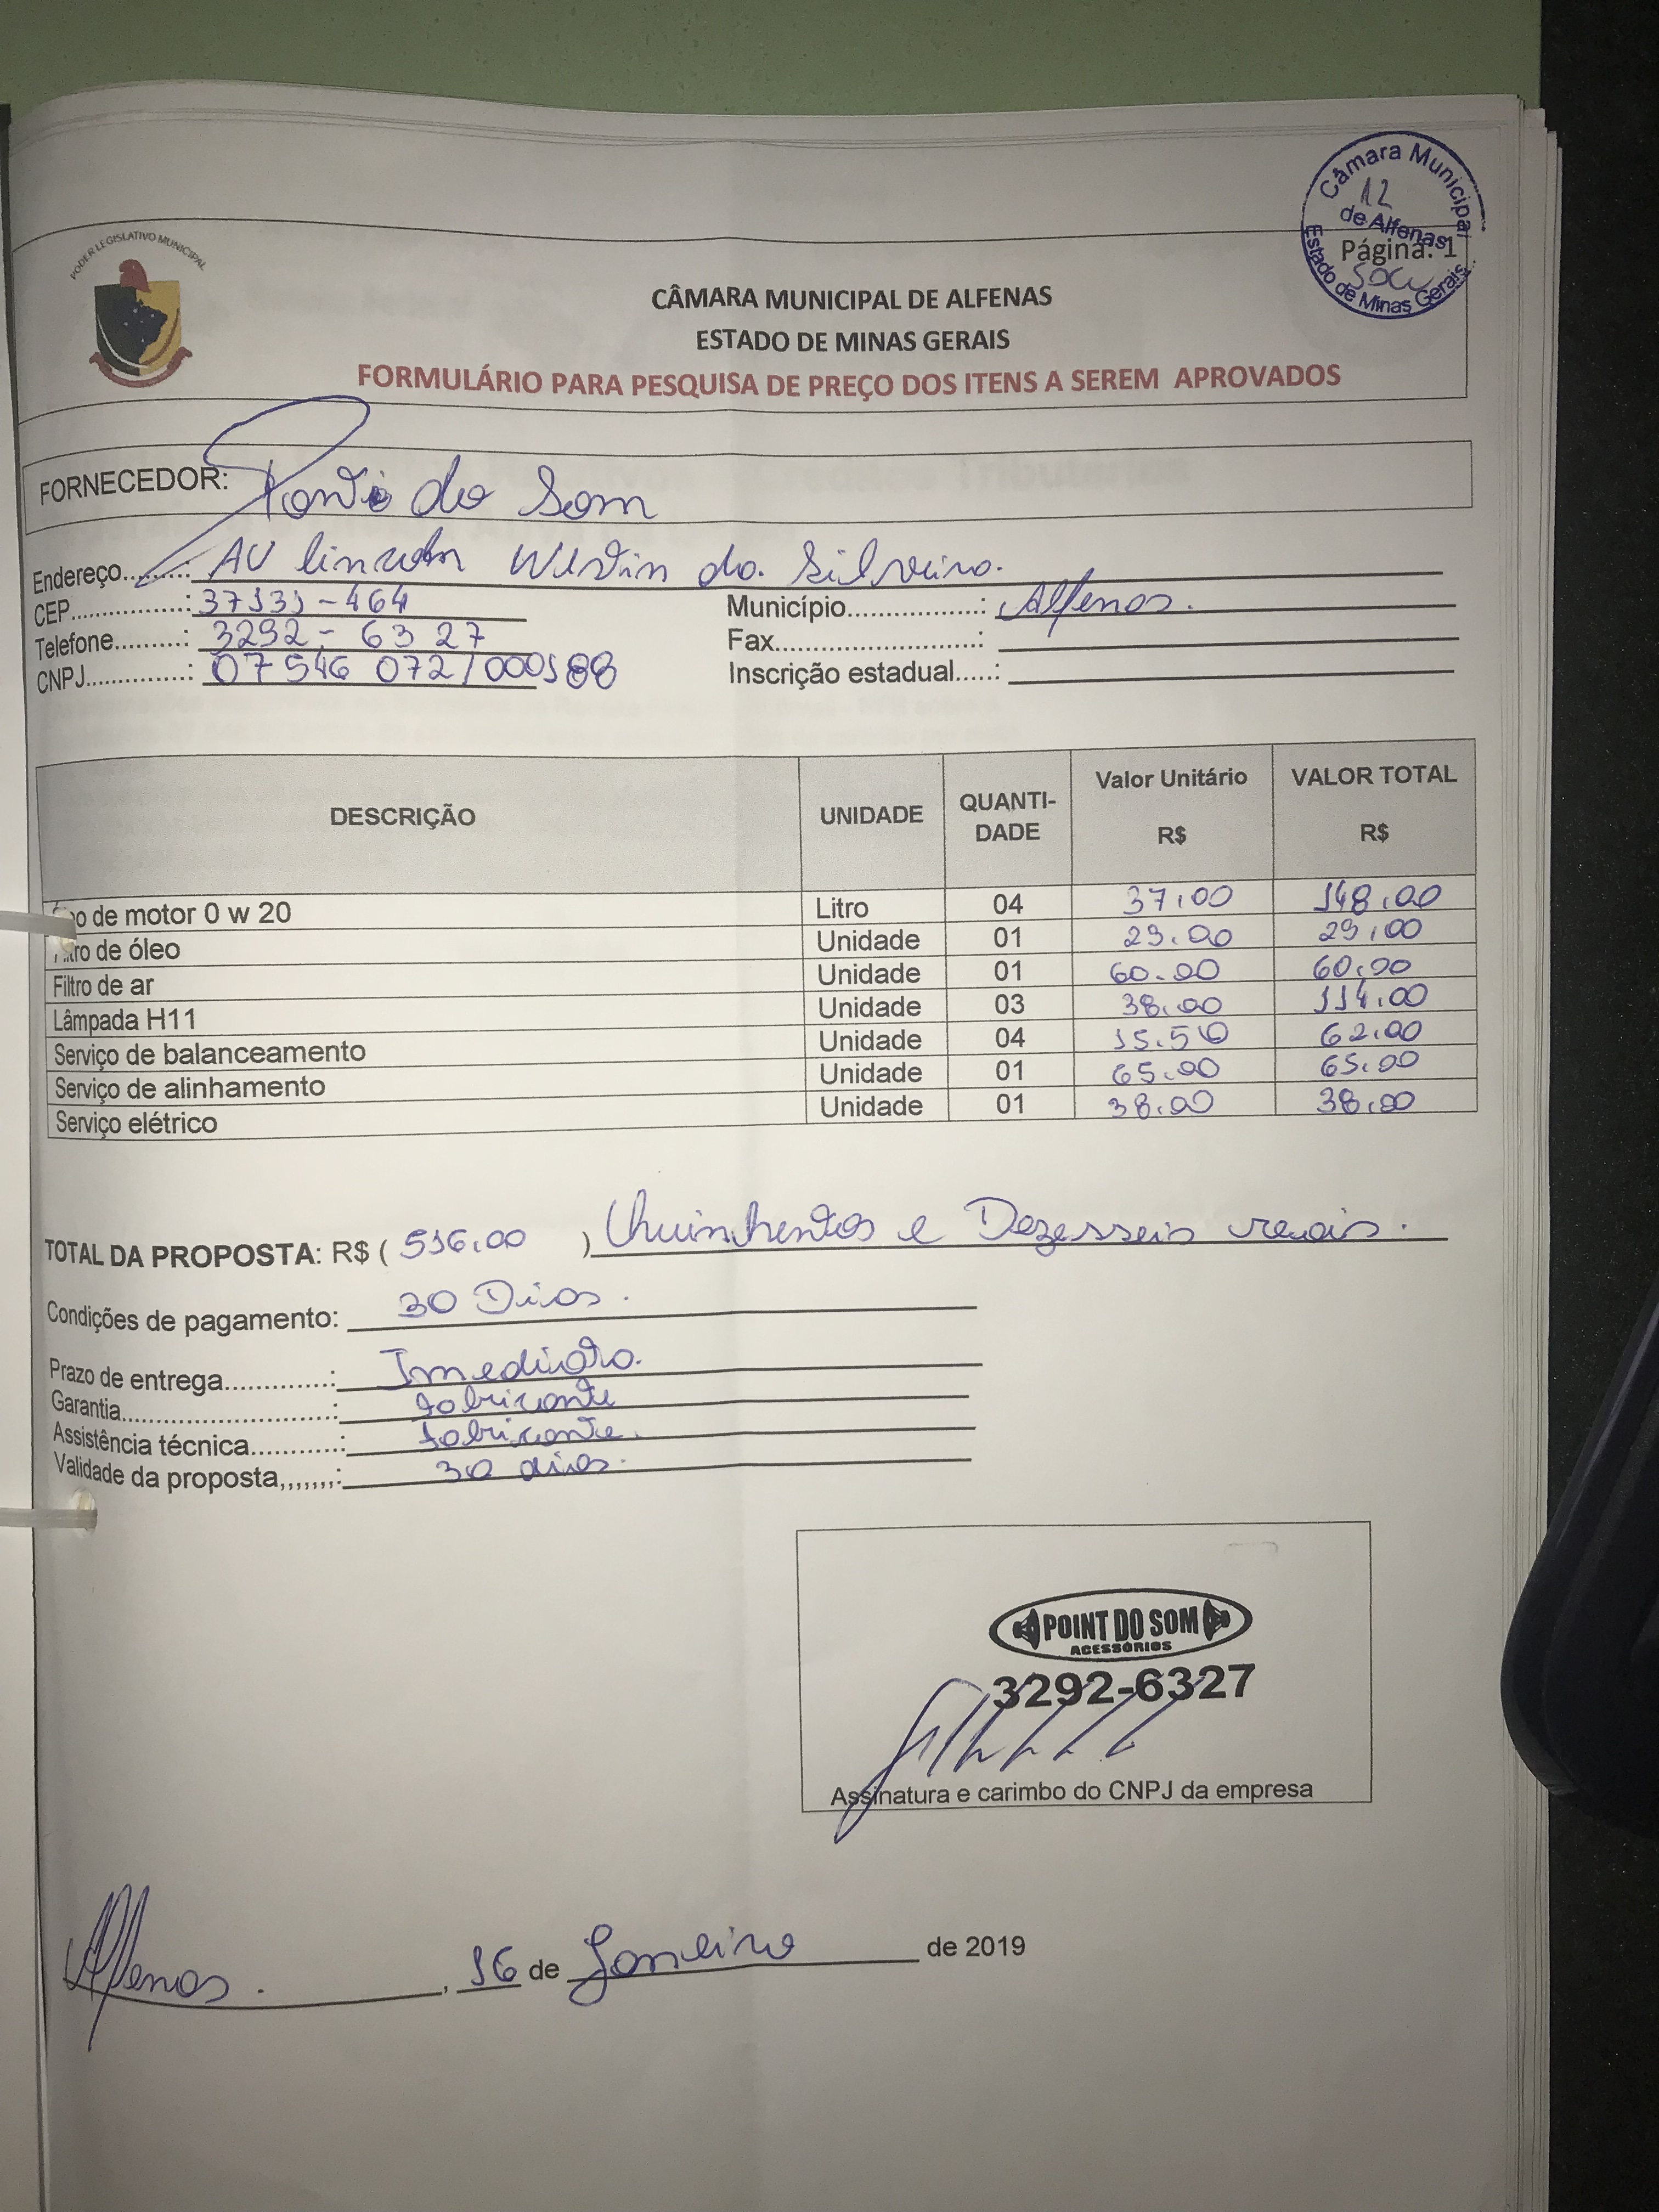 Câmara Municipal
12
de Alfenas
Página: 1
Estado de Minas Gerais
PODER LEGISLATIVO MUNICIPAL
CÂMARA MUNICIPAL DE ALFENAS
ESTADO DE MINAS GERAIS
FORMULÁRIO PARA PESQUISA DE PREÇO DOS ITENS A SEREM APROVADOS
FORNECEDOR: Ponto do Som
Endereço..........: AV lincoln Westin da Silveira.
CEP................: 37131-464 Município.................: Alfenas.
Telefone..........: 3292-6327 Fax..........................:
CNPJ..............: 07546 072/000188 Inscrição estadual.....:
DESCRIÇÃO UNIDADE QUANTI-DADE Valor Unitário R$ VALOR TOTAL R$
de motor 0 w 20 Litro 04 37,00 148,00
de óleo Unidade 01 29,00 29,00
Filtro de ar Unidade 01 60,00 60,00
Lâmpada H11 Unidade 03 38,00 114,00
Serviço de balanceamento Unidade 04 15,50 62,00
Serviço de alinhamento Unidade 01 65,00 65,00
Serviço elétrico Unidade 01 38,00 38,00
TOTAL DA PROPOSTA: R$ ( 516,00 ) Quinhentos e Dezesseis reais.
Condições de pagamento: 30 Dias.
Prazo de entrega.............: Imediato.
Garantia..........................: fabricante
Assistência técnica...........: fabricante.
Validade da proposta,,,,,,,: 30 dias.
POINT DO SOM
ACESSÓRIOS
3292-6327
Assinatura e carimbo do CNPJ da empresa
Alfenas. , 16 de Janeiro de 2019